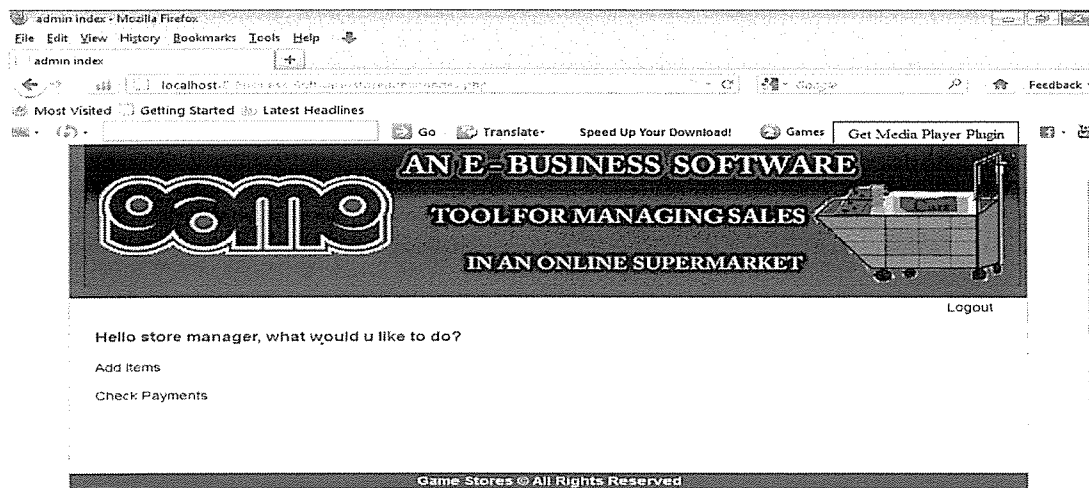 admin index - Mozilla Firefox
File Edit View History Bookmarks Tools Help
admin index +
localhost
Google
Feedback
Most Visited Getting Started Latest Headlines
Go Translate Speed Up Your Download! Games Get Media Player Plugin
AN E-BUSINESS SOFTWARE
game
TOOL FOR MANAGING SALES
IN AN ONLINE SUPERMARKET
Logout
Hello store manager, what would u like to do?
Add Items
Check Payments
Game Stores © All Rights Reserved